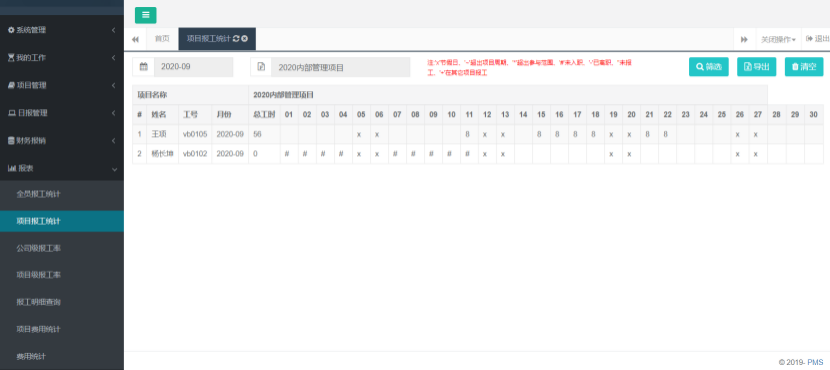 系统管理
我的工作
项目管理
日报管理
财务报销
报表
全员报工统计
项目报工统计
公司级报工率
项目级报工率
报工明细查询
项目费用统计
费用统计
首页 项目报工统计 关闭操作 退出
2020-09 2020内部管理项目
注:'x'节假日、'-'超出项目周期、'*'超出参与范围、'#'未入职、'-'已离职、''未报
工、'+'在其它项目报工
筛选 导出 清空
项目名称 2020内部管理项目
# 姓名 工号 月份 总工时 01 02 03 04 05 06 07 08 09 10 11 12 13 14 15 16 17 18 19 20 21 22 23 24 25 26 27 28 29 30
1 王项 vb0105 2020-09 56 x x 8 x x 8 8 8 8 x x 8 8 x x
2 杨长坤 vb0102 2020-09 0 # # # # x x # # # # # x x x x x x
© 2019- PMS